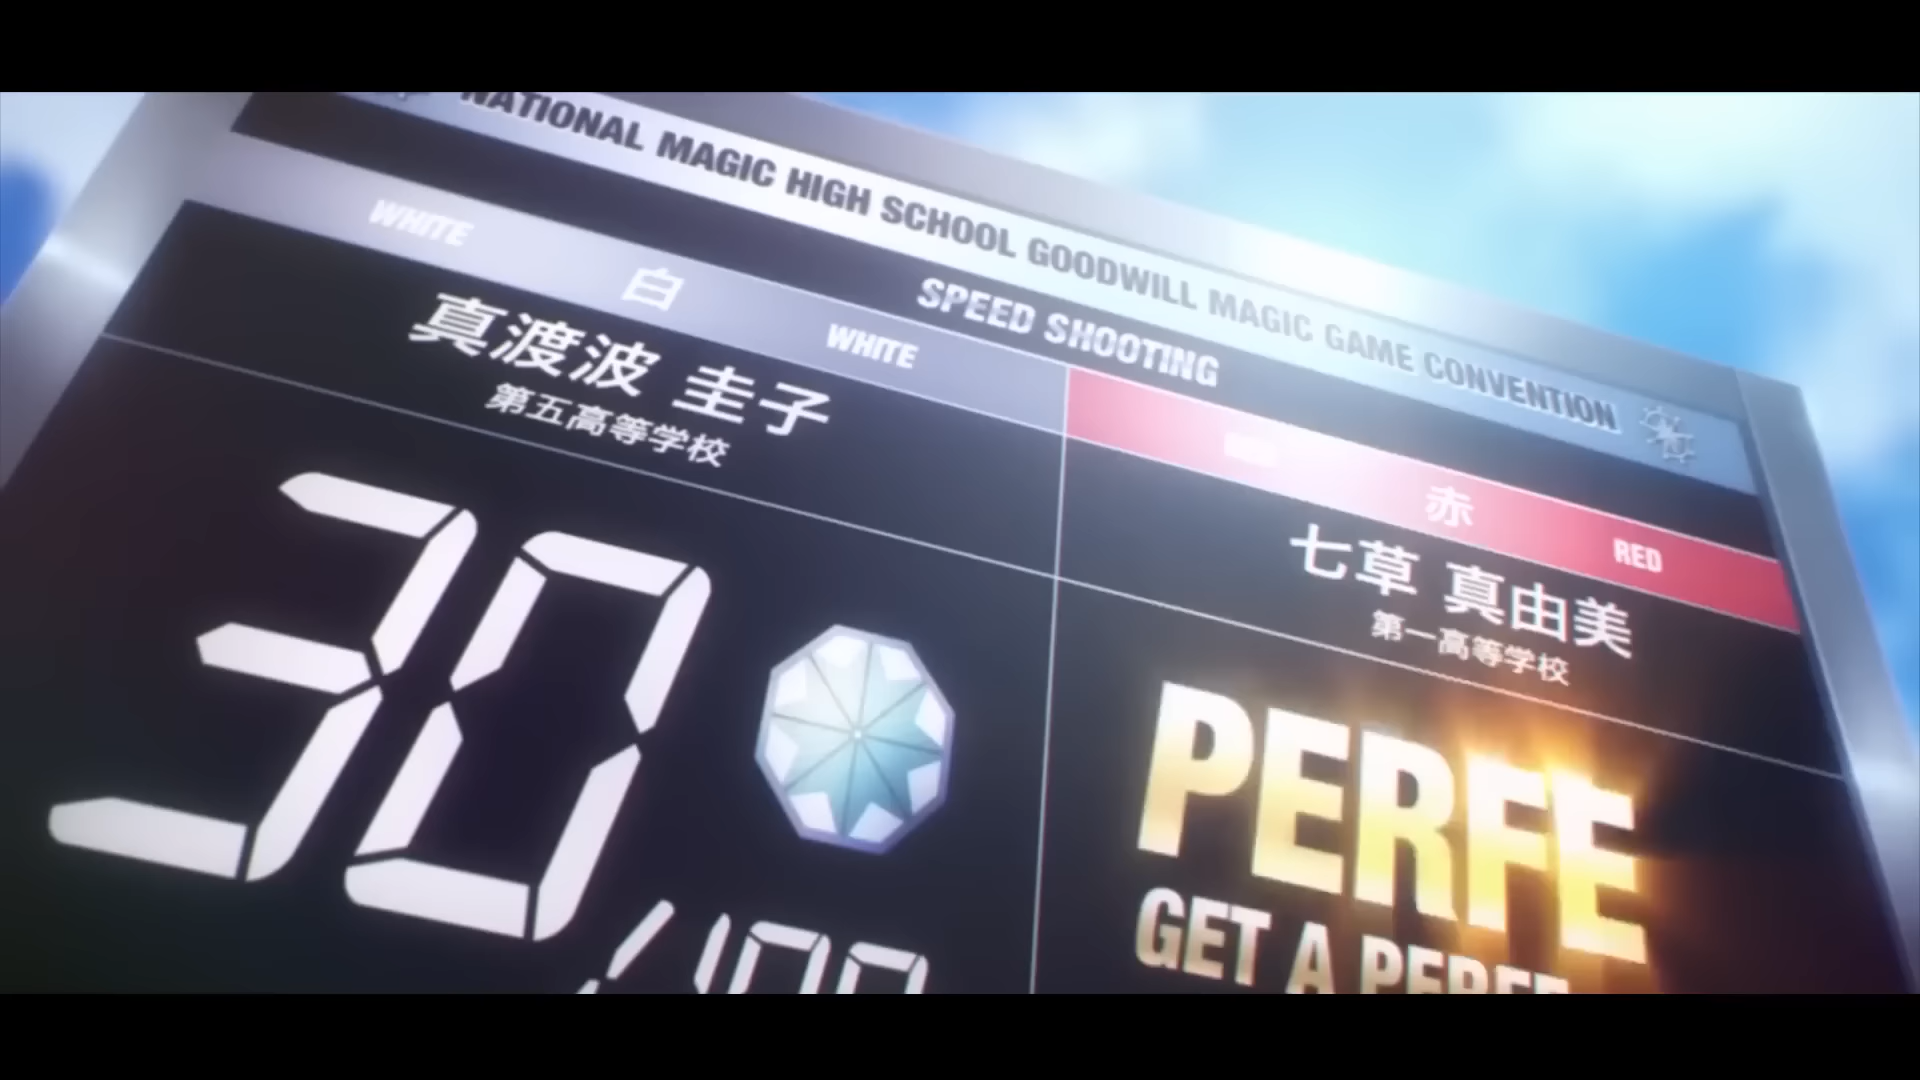 NATIONAL MAGIC HIGH SCHOOL GOODWILL MAGIC GAME CONVENTION
SPEED SHOOTING
WHITE 白 WHITE
真渡波 圭子
第五高等学校
30
/100
赤 RED
七草 真由美
第一高等学校
PERFE
GET A PERFE